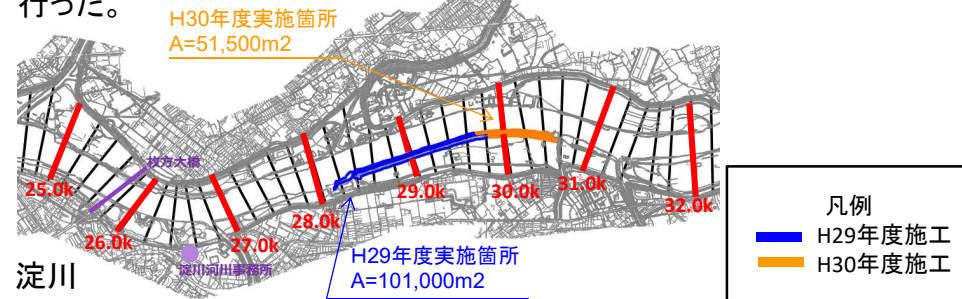 行った。
H30年度実施箇所
A=51,500m2
枚方大橋
25.0k
26.0k
27.0k
28.0k
29.0k
30.0k
31.0k
32.0k
淀川河川事務所
淀川
H29年度実施箇所
A=101,000m2
凡例
H29年度施工
H30年度施工